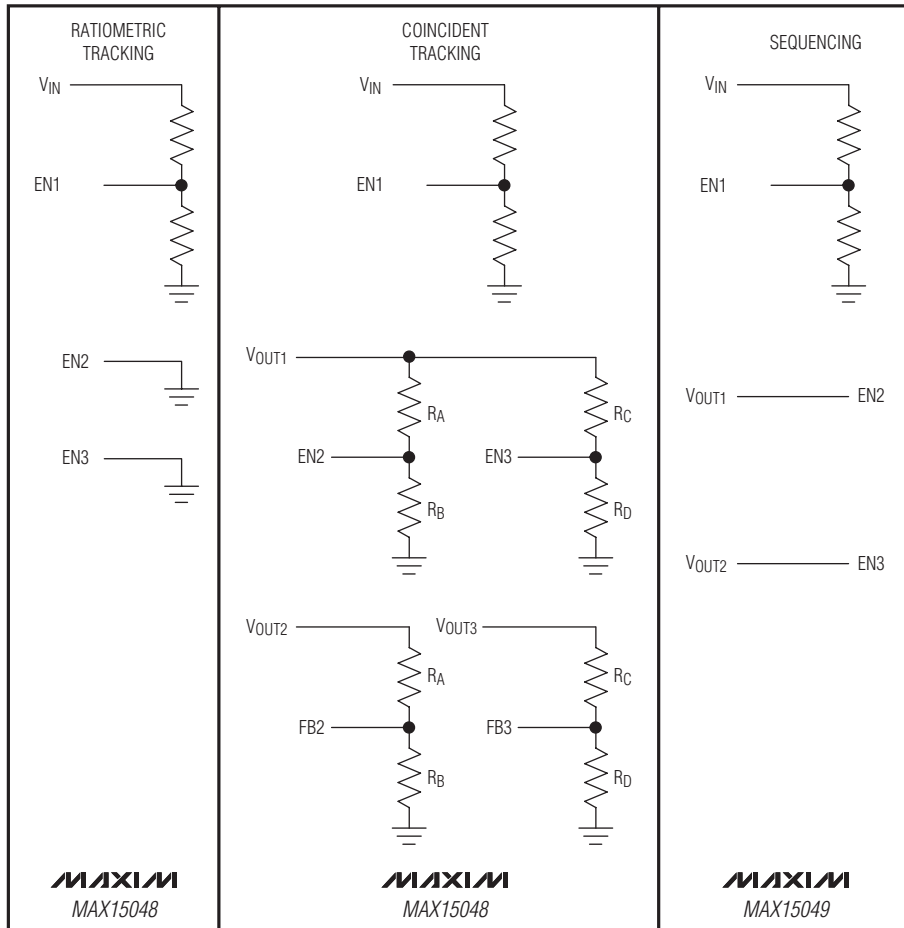 RATIOMETRIC
TRACKING
VIN
EN1
EN2
EN3
MAXIM
MAX15048
COINCIDENT
TRACKING
VIN
EN1
VOUT1
RA
RC
EN2
EN3
RB
RD
VOUT2
VOUT3
RA
RC
FB2
FB3
RB
RD
MAXIM
MAX15048
SEQUENCING
VIN
EN1
VOUT1 EN2
VOUT2 EN3
MAXIM
MAX15049